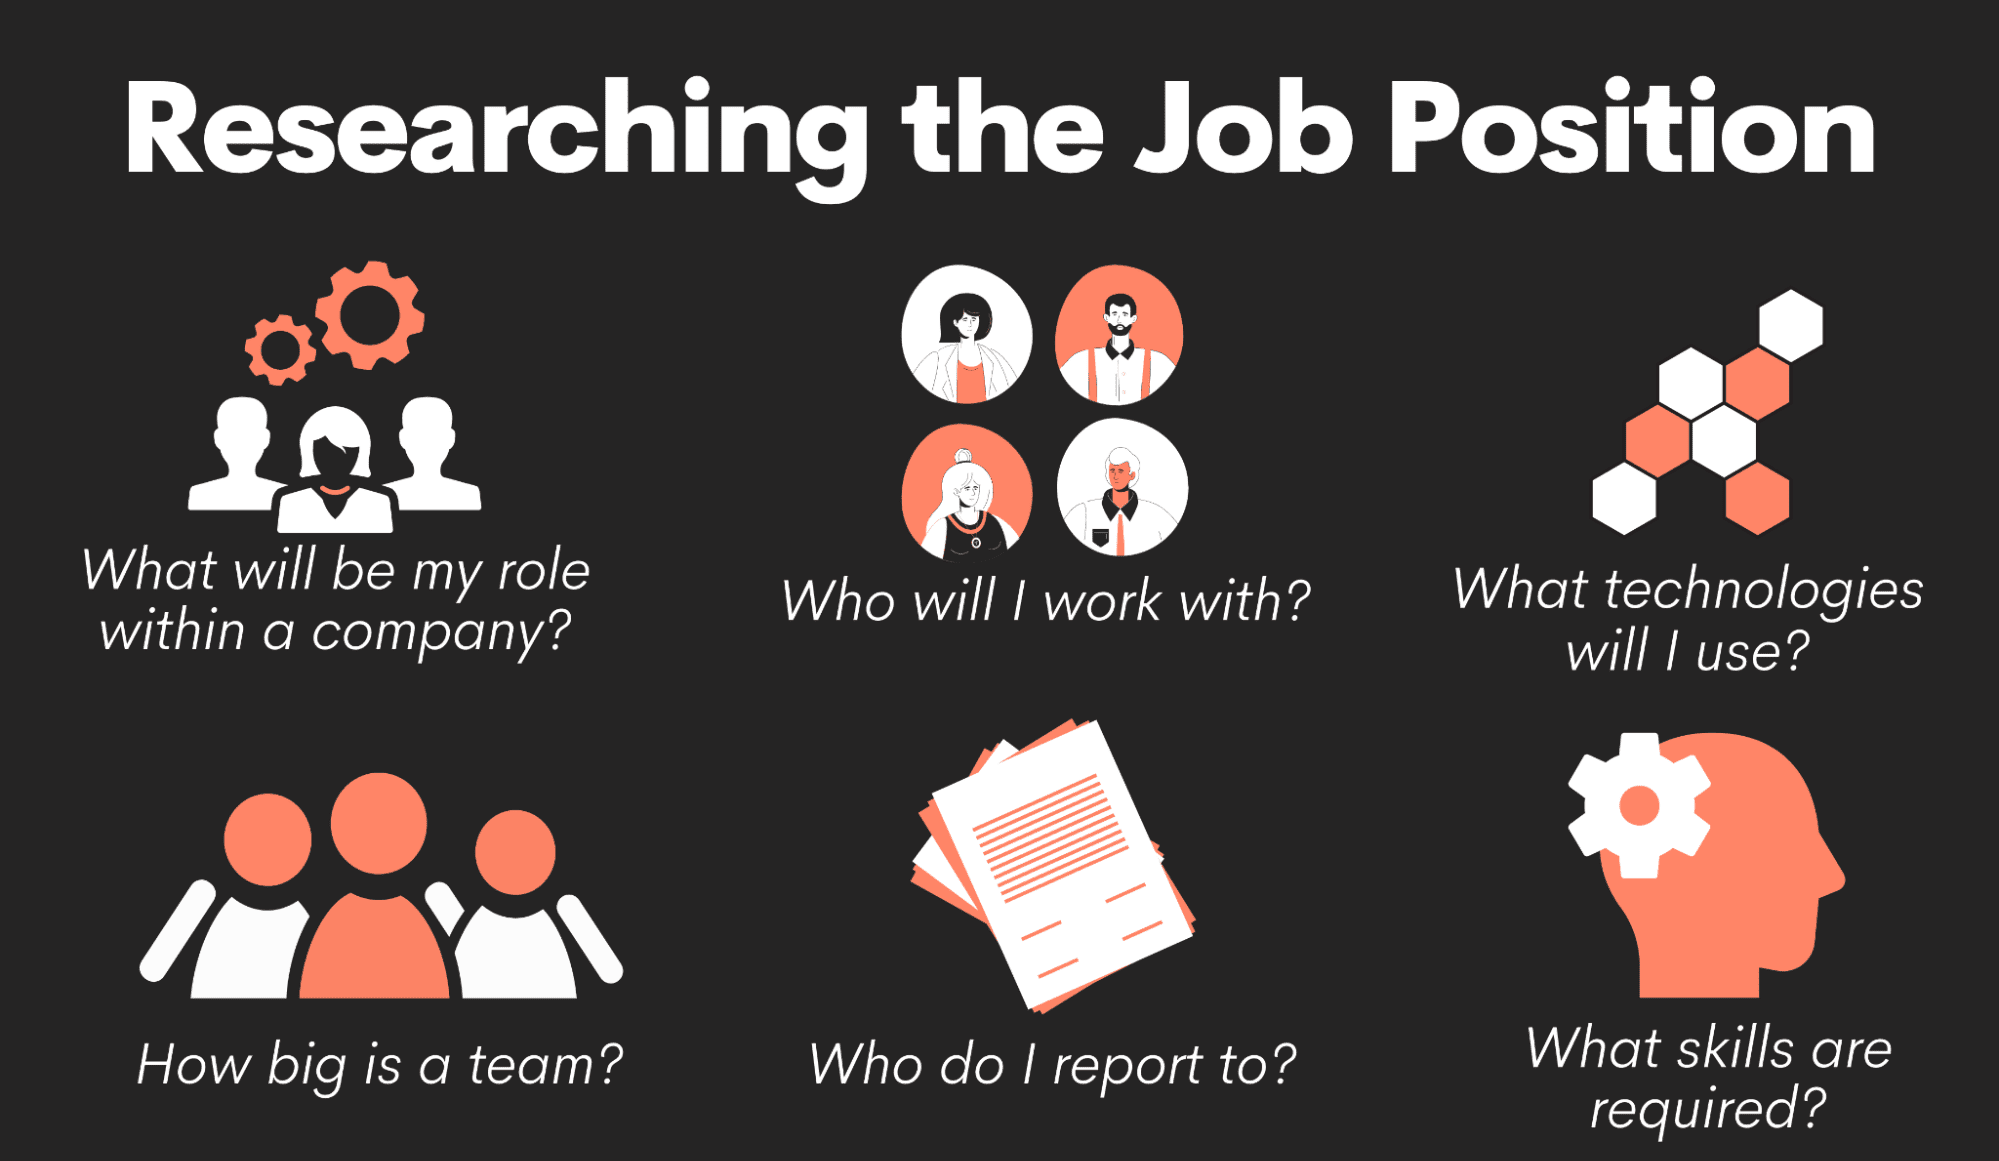 Researching the Job Position
What will be my role
within a company?
Who will I work with?
What technologies
will I use?
How big is a team?
Who do I report to?
What skills are
required?